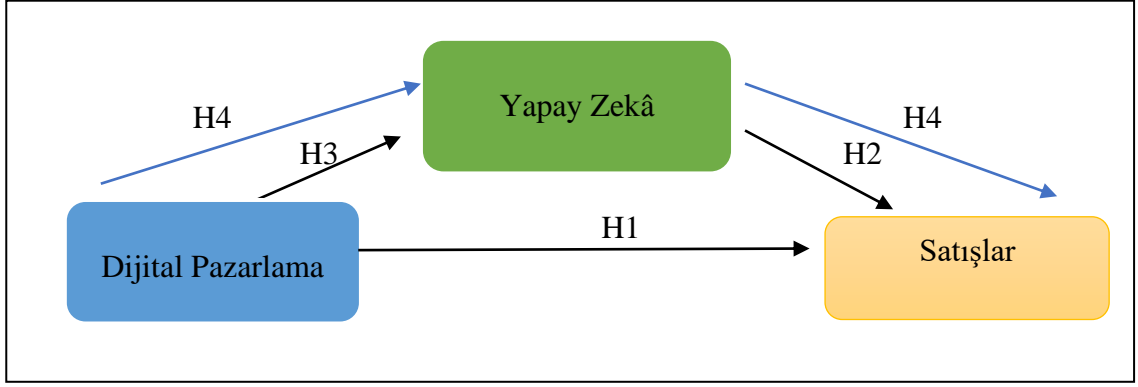 Yapay Zekâ
H4
H4
H3
H2
H1
Dijital Pazarlama
Satışlar